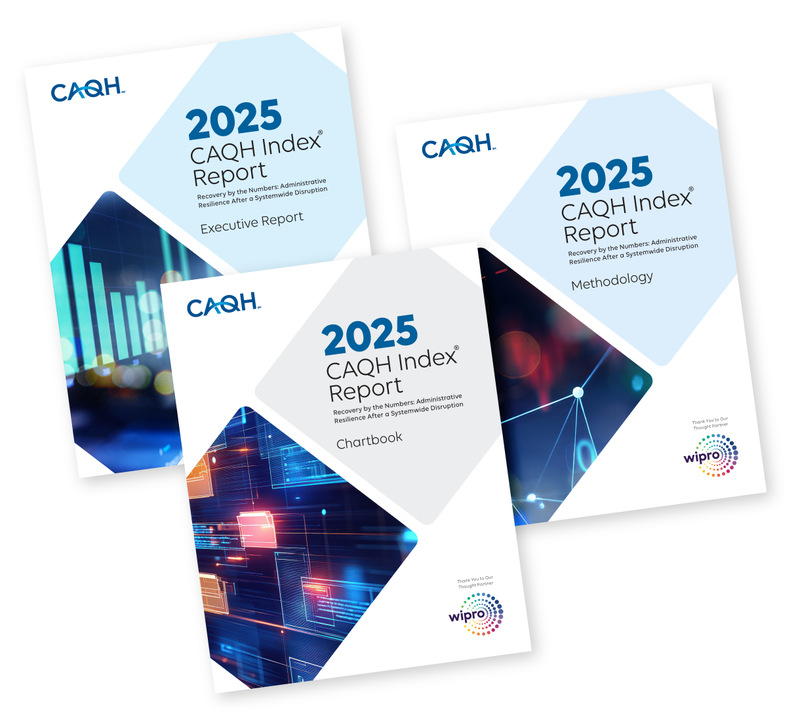 CAQH™
2025
CAQH Index®
Report
Recovery by the Numbers: Administrative
Resilience After a Systemwide Disruption
Executive Report
CAQH™
2025
CAQH Index®
Report
Recovery by the Numbers: Administrative
Resilience After a Systemwide Disruption
Methodology
Thank You to Our
Thought Partner
wipro
CAQH™
2025
CAQH Index®
Report
Recovery by the Numbers: Administrative
Resilience After a Systemwide Disruption
Chartbook
Thank You to Our
Thought Partner
wipro